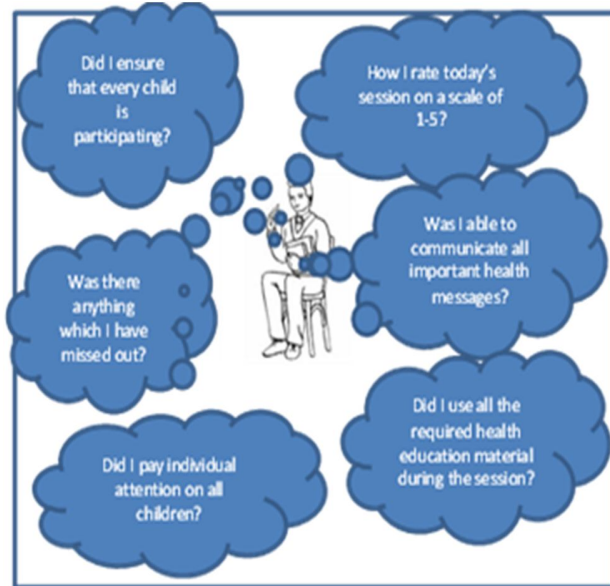 Did I ensure
that every child
is
participating?
How I rate today's
session on a scale of
1-5?
Was there
anything
which I have
missed out?
Was I able to
communicate all
important health
messages?
Did I pay individual
attention on all
children?
Did I use all the
required health
education material
during the session?